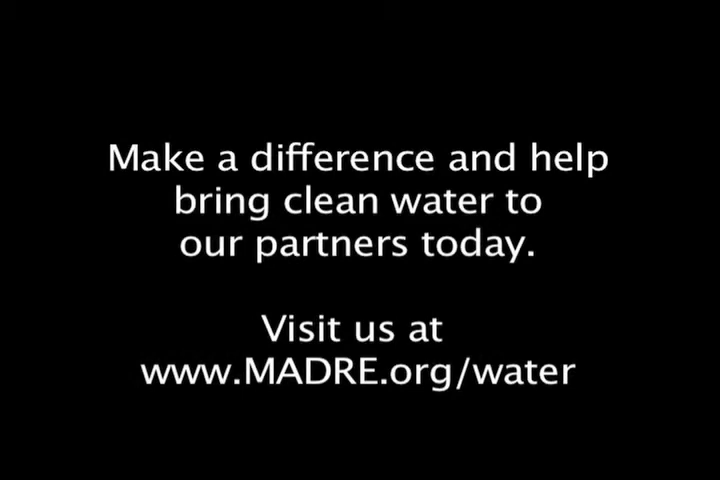 Make a difference and help
bring clean water to
our partners today.
Visit us at
www.MADRE.org/water